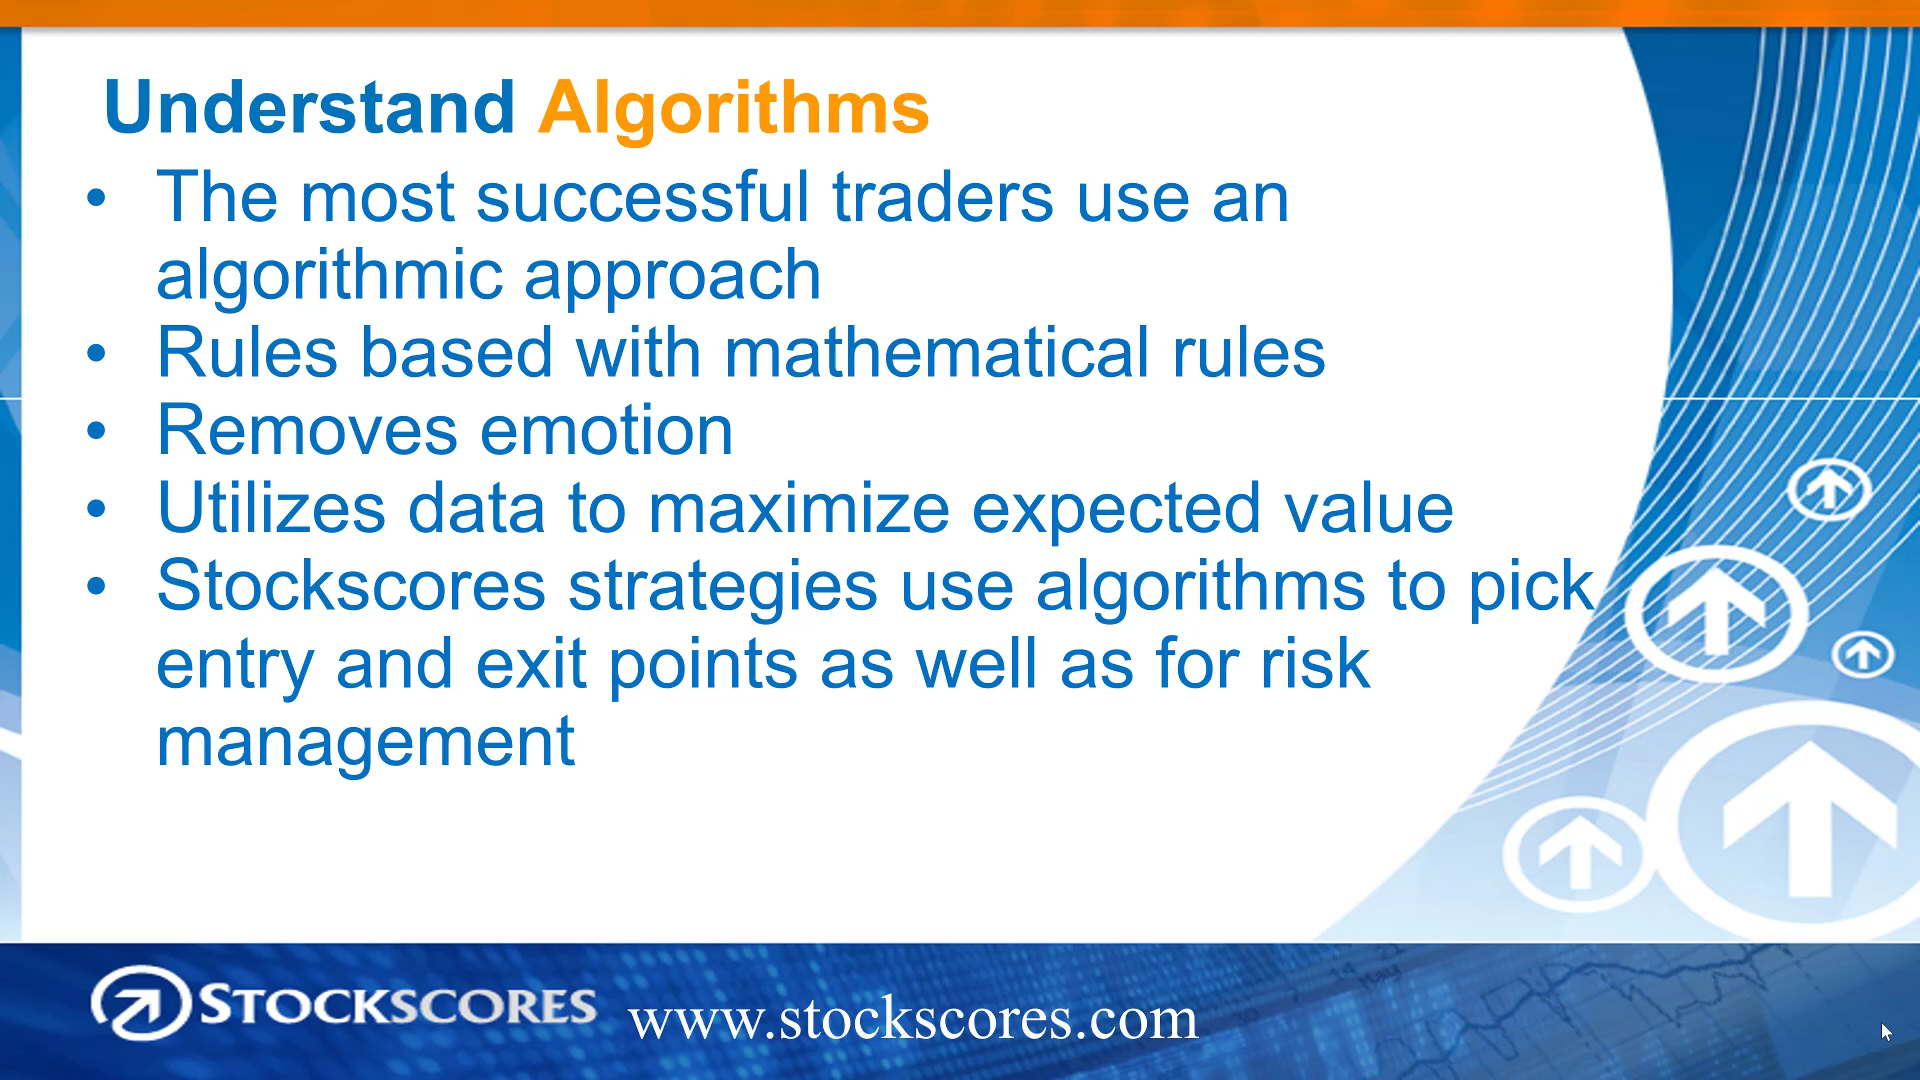 Understand Algorithms
• The most successful traders use an
algorithmic approach
• Rules based with mathematical rules
• Removes emotion
• Utilizes data to maximize expected value
• Stockscores strategies use algorithms to pick
entry and exit points as well as for risk
management
STOCKSCORES www.stockscores.com